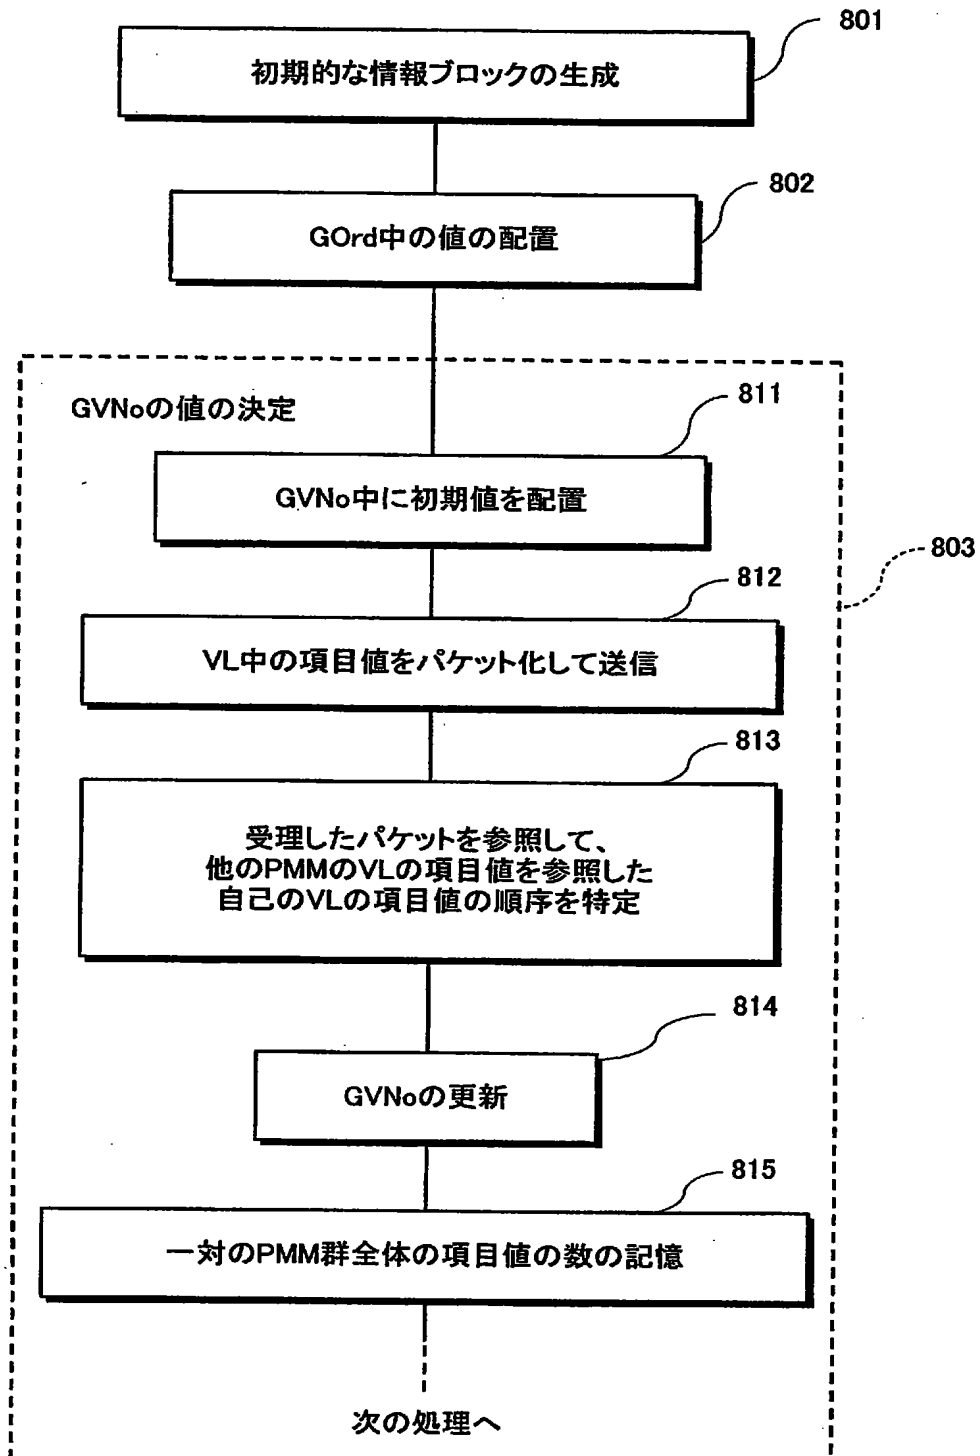 801
初期的な情報ブロックの生成
802
GOrd中の値の配置
GVNoの値の決定
811
GVNo中に初期値を配置
803
812
VL中の項目値をパケット化して送信
813
受理したパケットを参照して、
他のPMMのVLの項目値を参照した
自己のVLの項目値の順序を特定
814
GVNoの更新
815
一対のPMM群全体の項目値の数の記憶
次の処理へ